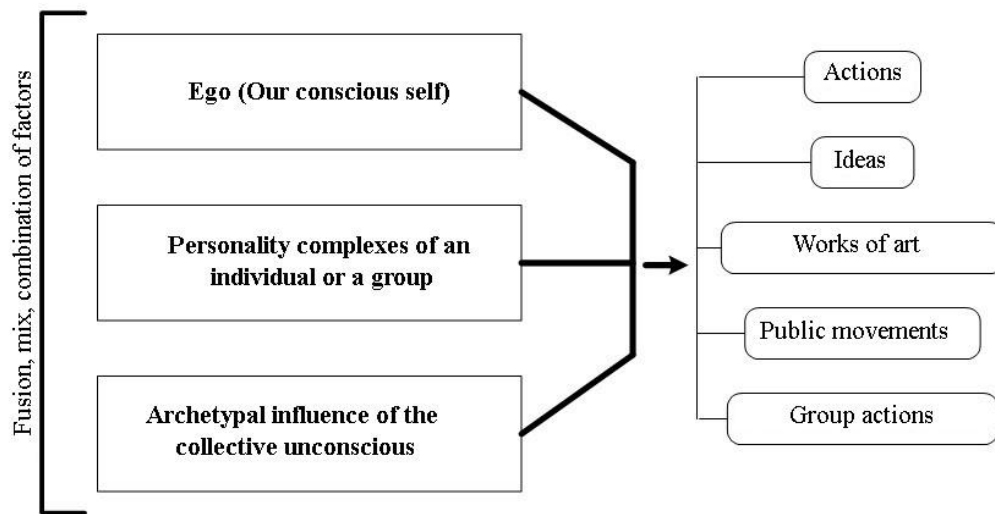 Fusion, mix, combination of factors
Ego (Our conscious self)
Personality complexes of an
individual or a group
Archetypal influence of the
collective unconscious
Actions
Ideas
Works of art
Public movements
Group actions